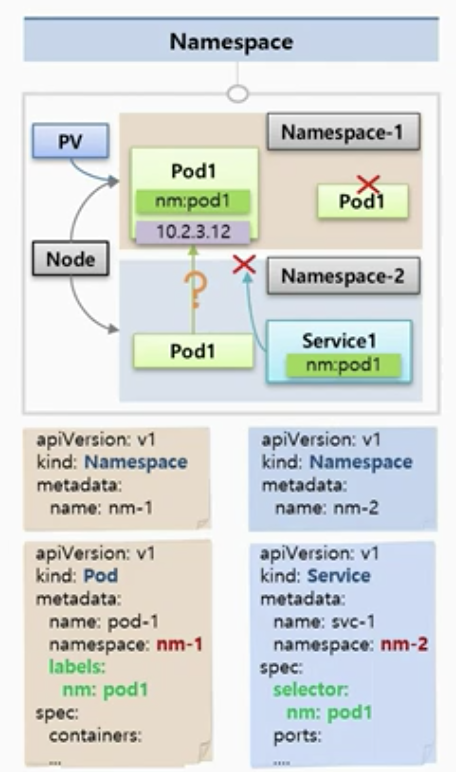 Namespace
PV
Namespace-1
Pod1
nm:pod1
10.2.3.12
Pod1
Node
Namespace-2
?
Pod1
Service1
nm:pod1
apiVersion: v1
kind: Namespace
metadata:
name: nm-1
apiVersion: v1
kind: Namespace
metadata:
name: nm-2
apiVersion: v1
kind: Pod
metadata:
name: pod-1
namespace: nm-1
labels:
nm: pod1
spec:
containers:
...
apiVersion: v1
kind: Service
metadata:
name: svc-1
namespace: nm-2
spec:
selector:
nm: pod1
ports:
....